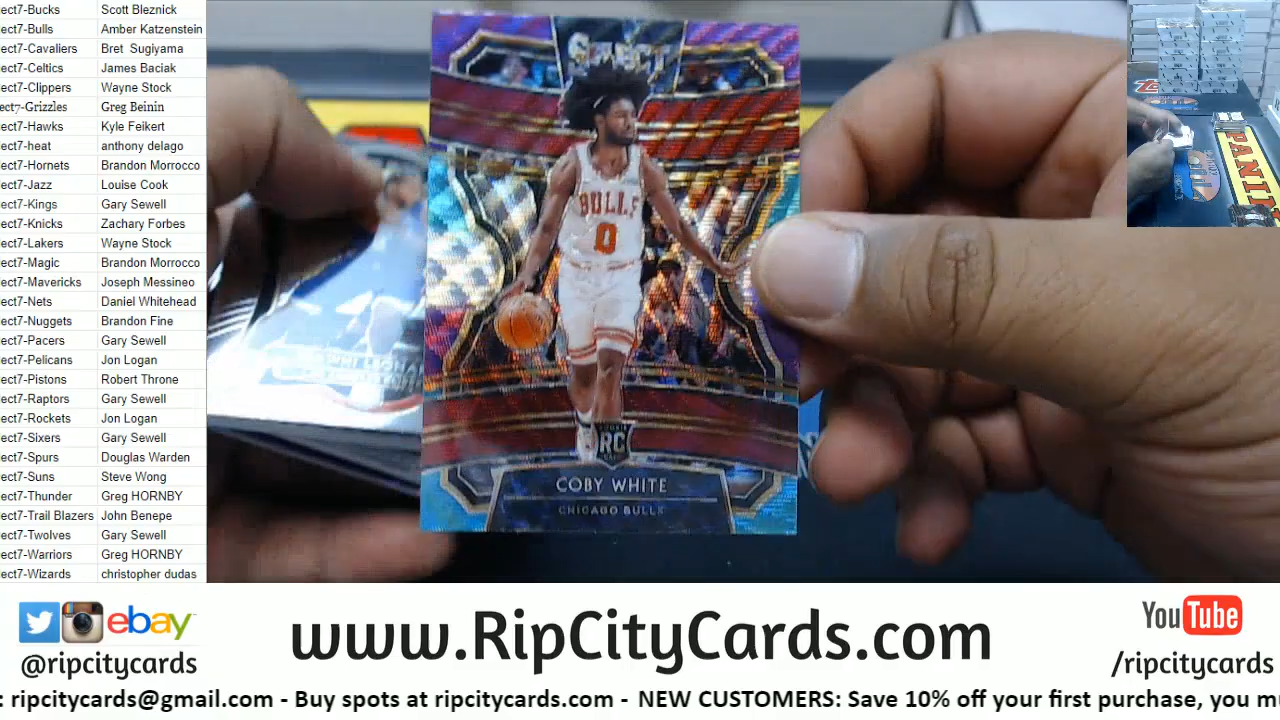 ect7-Bucks Scott Bleznick
ect7-Bulls Amber Katzenstein
ect7-Cavaliers Bret Sugiyama
ect7-Celtics James Baciak
ect7-Clippers Wayne Stock
ect7-Grizzles Greg Beinin
ect7-Hawks Kyle Feikert
ect7-heat anthony delago
ect7-Hornets Brandon Morrocco
ect7-Jazz Louise Cook
ect7-Kings Gary Sewell
ect7-Knicks Zachary Forbes
ect7-Lakers Wayne Stock
ect7-Magic Brandon Morrocco
ect7-Mavericks Joseph Messineo
ect7-Nets Daniel Whitehead
ect7-Nuggets Brandon Fine
ect7-Pacers Gary Sewell
ect7-Pelicans Jon Logan
ect7-Pistons Robert Throne
ect7-Raptors Gary Sewell
ect7-Rockets Jon Logan
ect7-Sixers Gary Sewell
ect7-Spurs Douglas Warden
ect7-Suns Steve Wong
ect7-Thunder Greg HORNBY
ect7-Trail Blazers John Benepe
ect7-Twolves Gary Sewell
ect7-Warriors Greg HORNBY
ect7-Wizards christopher dudas
SELECT
BULLS
0
RC
COBY WHITE
CHICAGO BULLS
PANINI
ebay
@ripcitycards
www.RipCityCards.com
YouTube
/ripcitycards
: ripcitycards@gmail.com - Buy spots at ripcitycards.com - NEW CUSTOMERS: Save 10% off your first purchase, you m